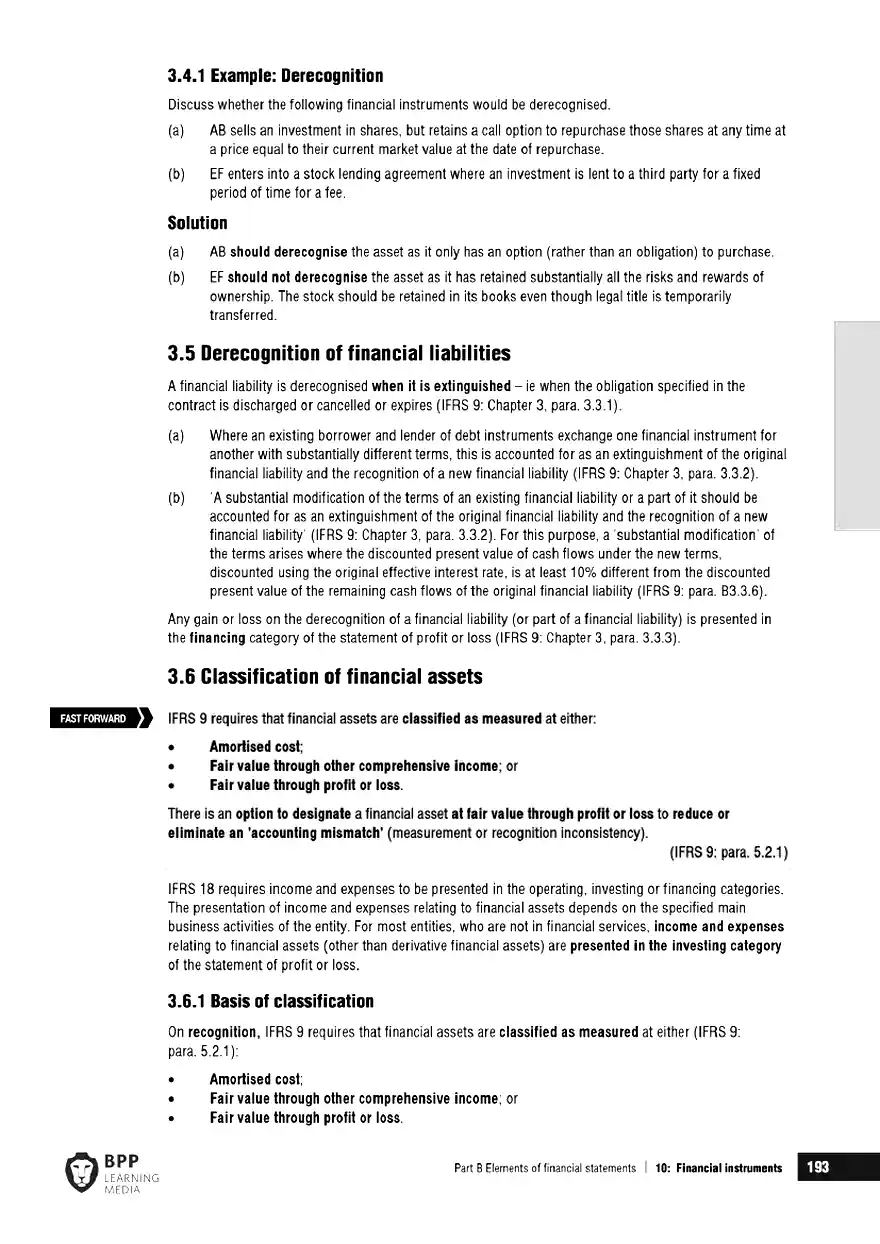 3.4.1 Example: Derecognition
Discuss whether the following financial instruments would be derecognised.
(a) AB sells an investment in shares, but retains a call option to repurchase those shares at any time at
a price equal to their current market value at the date of repurchase.
(b) EF enters into a stock lending agreement where an investment is lent to a third party for a fixed
period of time for a fee.
Solution
(a) AB should derecognise the asset as it only has an option (rather than an obligation) to purchase.
(b) EF should not derecognise the asset as it has retained substantially all the risks and rewards of
ownership. The stock should be retained in its books even though legal title is temporarily
transferred.
3.5 Derecognition of financial liabilities
A financial liability is derecognised when it is extinguished – ie when the obligation specified in the
contract is discharged or cancelled or expires (IFRS 9: Chapter 3, para. 3.3.1).
(a) Where an existing borrower and lender of debt instruments exchange one financial instrument for
another with substantially different terms, this is accounted for as an extinguishment of the original
financial liability and the recognition of a new financial liability (IFRS 9: Chapter 3, para. 3.3.2).
(b) 'A substantial modification of the terms of an existing financial liability or a part of it should be
accounted for as an extinguishment of the original financial liability and the recognition of a new
financial liability' (IFRS 9: Chapter 3, para. 3.3.2). For this purpose, a 'substantial modification' of
the terms arises where the discounted present value of cash flows under the new terms,
discounted using the original effective interest rate, is at least 10% different from the discounted
present value of the remaining cash flows of the original financial liability (IFRS 9: para. B3.3.6).
Any gain or loss on the derecognition of a financial liability (or part of a financial liability) is presented in
the financing category of the statement of profit or loss (IFRS 9: Chapter 3, para. 3.3.3).
3.6 Classification of financial assets
FAST FORWARD IFRS 9 requires that financial assets are classified as measured at either:
• Amortised cost;
• Fair value through other comprehensive income; or
• Fair value through profit or loss.
There is an option to designate a financial asset at fair value through profit or loss to reduce or
eliminate an 'accounting mismatch' (measurement or recognition inconsistency).
(IFRS 9: para. 5.2.1)
IFRS 18 requires income and expenses to be presented in the operating, investing or financing categories.
The presentation of income and expenses relating to financial assets depends on the specified main
business activities of the entity. For most entities, who are not in financial services, income and expenses
relating to financial assets (other than derivative financial assets) are presented in the investing category
of the statement of profit or loss.
3.6.1 Basis of classification
On recognition, IFRS 9 requires that financial assets are classified as measured at either (IFRS 9:
para. 5.2.1):
• Amortised cost;
• Fair value through other comprehensive income; or
• Fair value through profit or loss.
BPP
LEARNING
MEDIA
Part B Elements of financial statements | 10: Financial instruments 193